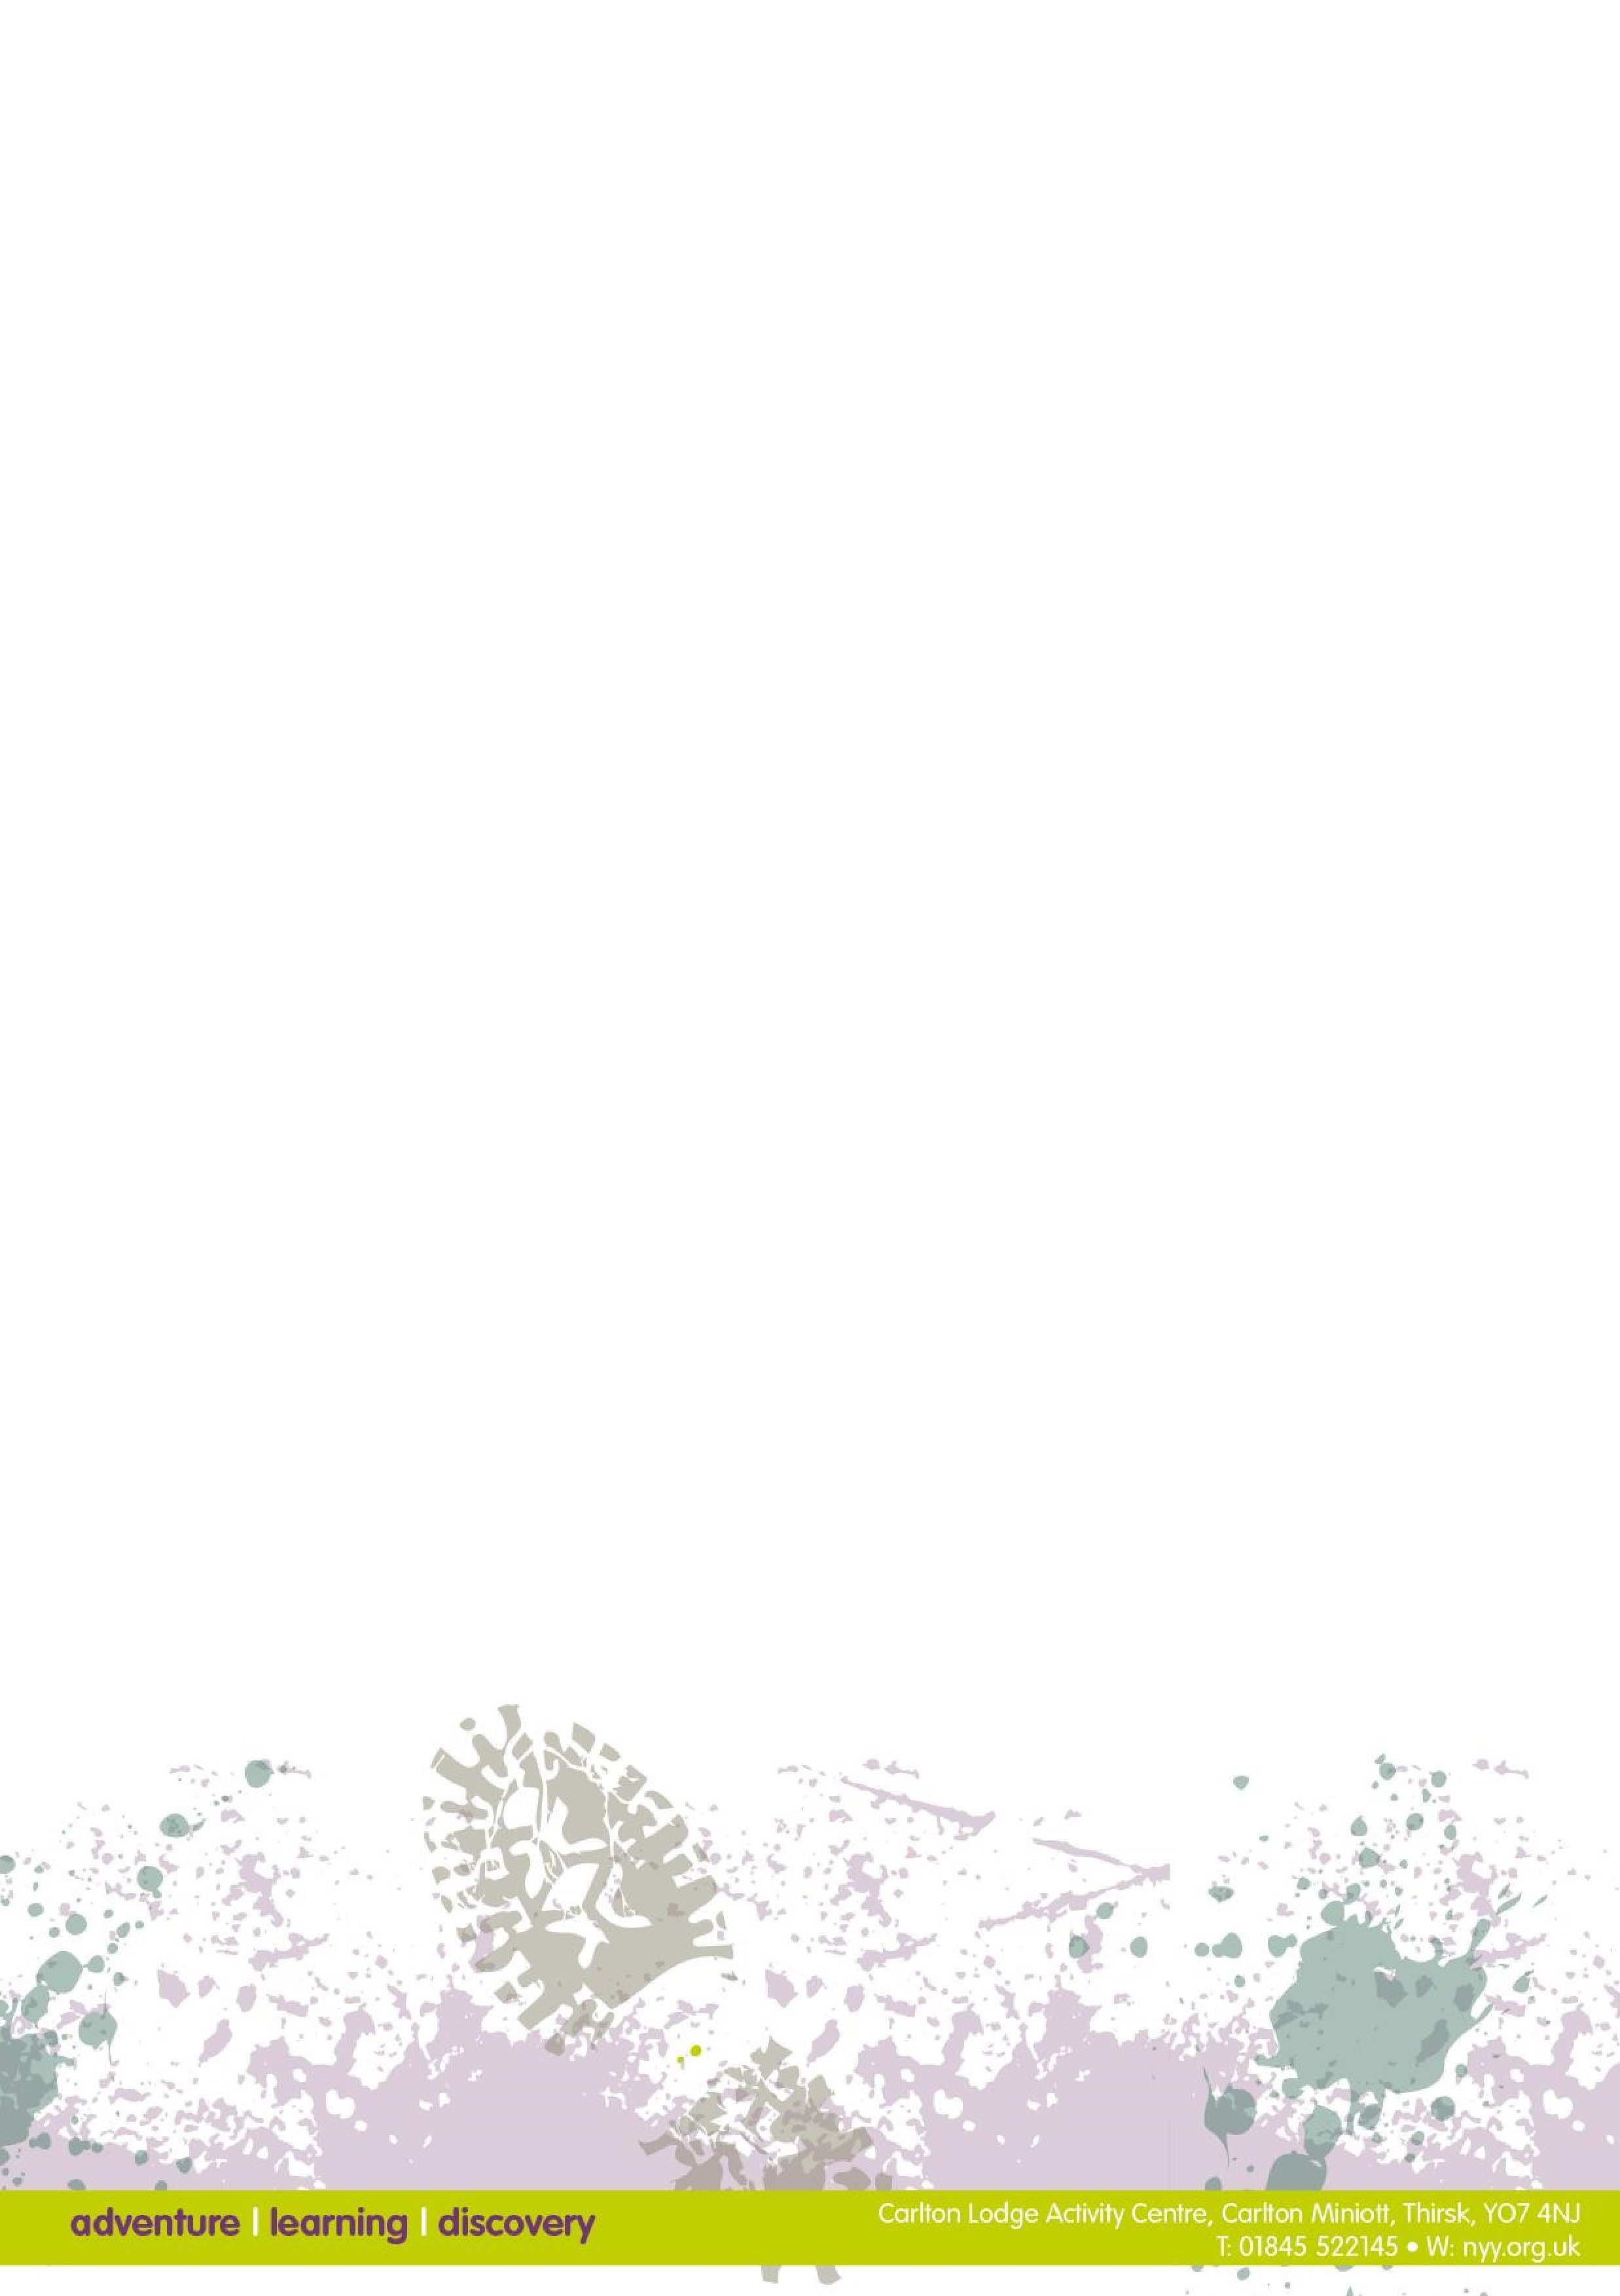 adventure | learning | discovery
Carlton Lodge Activity Centre, Carlton Miniott, Thirsk, YO7 4NJ
T: 01845 522145 • W: nyy.org.uk